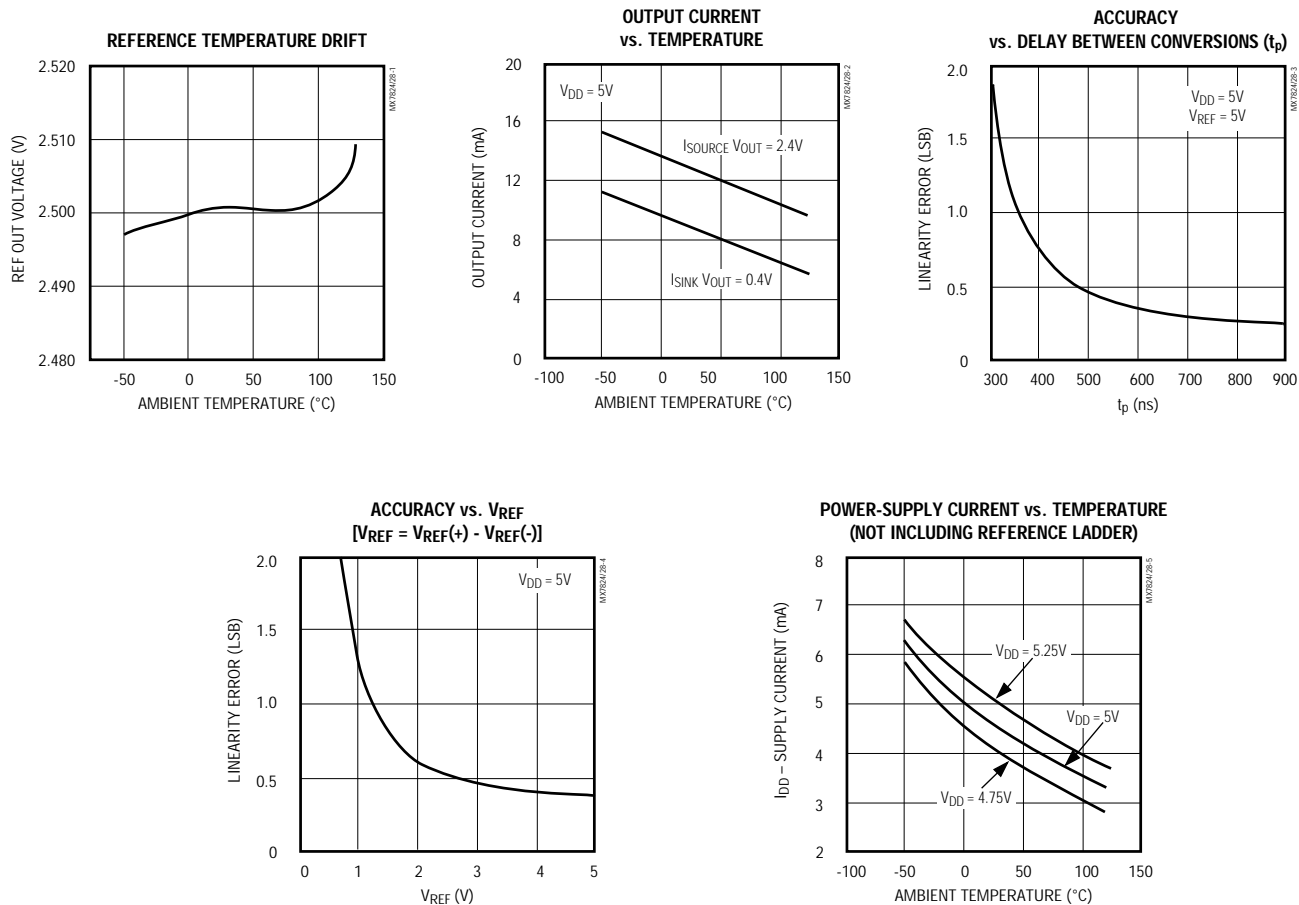 REFERENCE TEMPERATURE DRIFT
2.520
2.510
2.500
2.490
2.480
REF OUT VOLTAGE (V)
-50
0
50
100
150
AMBIENT TEMPERATURE (°C)
MX7824/28-1
OUTPUT CURRENT
vs. TEMPERATURE
20
16
12
8
4
0
OUTPUT CURRENT (mA)
VDD = 5V
ISOURCE VOUT = 2.4V
ISINK VOUT = 0.4V
-100
-50
0
50
100
150
AMBIENT TEMPERATURE (°C)
MX7824/28-2
ACCURACY
vs. DELAY BETWEEN CONVERSIONS (tp)
2.0
1.5
1.0
0.5
0
LINEARITY ERROR (LSB)
VDD = 5V
VREF = 5V
300
400
500
600
700
800
900
tp (ns)
MX7824/28-3
ACCURACY vs. VREF
[VREF = VREF(+) - VREF(-)]
2.0
1.5
1.0
0.5
0
LINEARITY ERROR (LSB)
VDD = 5V
0
1
2
3
4
5
VREF (V)
MX7824/28-4
POWER-SUPPLY CURRENT vs. TEMPERATURE
(NOT INCLUDING REFERENCE LADDER)
8
7
6
5
4
3
2
IDD – SUPPLY CURRENT (mA)
VDD = 5.25V
VDD = 5V
VDD = 4.75V
-100
-50
0
50
100
150
AMBIENT TEMPERATURE (°C)
MX7824/28-5